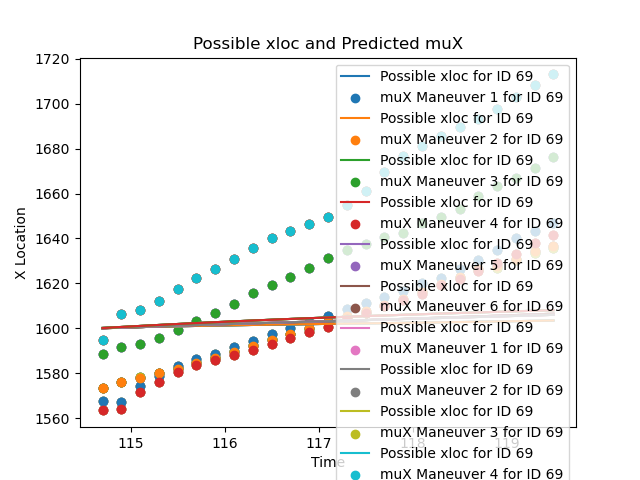 Possible xloc and Predicted muX
1720
1700
1680
1660
1640
1620
1600
1580
1560
X Location
115
116
117
118
119
Time
Possible xloc for ID 69
muX Maneuver 1 for ID 69
Possible xloc for ID 69
muX Maneuver 2 for ID 69
Possible xloc for ID 69
muX Maneuver 3 for ID 69
Possible xloc for ID 69
muX Maneuver 4 for ID 69
Possible xloc for ID 69
muX Maneuver 5 for ID 69
Possible xloc for ID 69
muX Maneuver 6 for ID 69
Possible xloc for ID 69
muX Maneuver 1 for ID 69
Possible xloc for ID 69
muX Maneuver 2 for ID 69
Possible xloc for ID 69
muX Maneuver 3 for ID 69
Possible xloc for ID 69
muX Maneuver 4 for ID 69